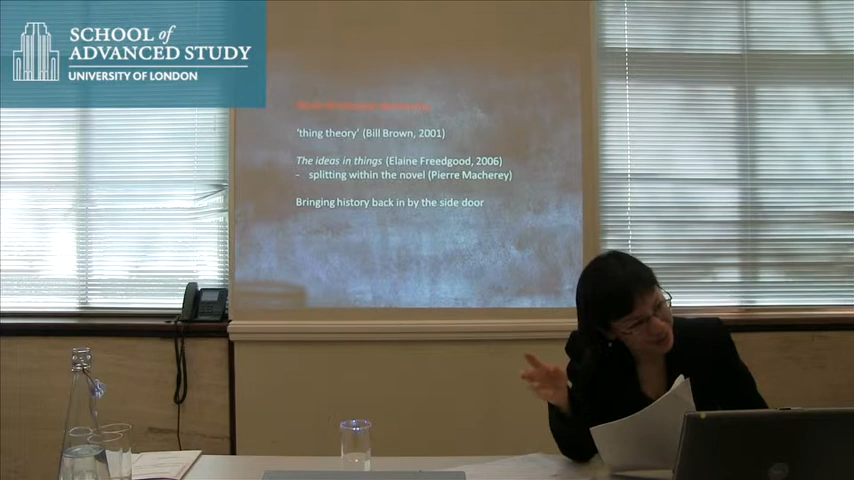 SCHOOL of
ADVANCED STUDY
UNIVERSITY OF LONDON
'thing theory' (Bill Brown, 2001)
The ideas in things (Elaine Freedgood, 2006)
- splitting within the novel (Pierre Macherey)
Bringing history back in by the side door